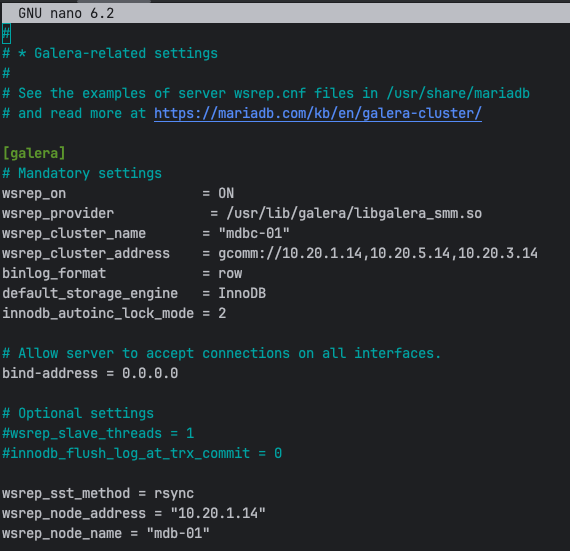 GNU nano 6.2
#
# * Galera-related settings
#
# See the examples of server wsrep.cnf files in /usr/share/mariadb
# and read more at https://mariadb.com/kb/en/galera-cluster/
[galera]
# Mandatory settings
wsrep_on                 = ON
wsrep_provider            = /usr/lib/galera/libgalera_smm.so
wsrep_cluster_name       = "mdbc-01"
wsrep_cluster_address    = gcomm://10.20.1.14,10.20.5.14,10.20.3.14
binlog_format            = row
default_storage_engine   = InnoDB
innodb_autoinc_lock_mode = 2
# Allow server to accept connections on all interfaces.
bind-address = 0.0.0.0
# Optional settings
#wsrep_slave_threads = 1
#innodb_flush_log_at_trx_commit = 0
wsrep_sst_method = rsync
wsrep_node_address = "10.20.1.14"
wsrep_node_name = "mdb-01"